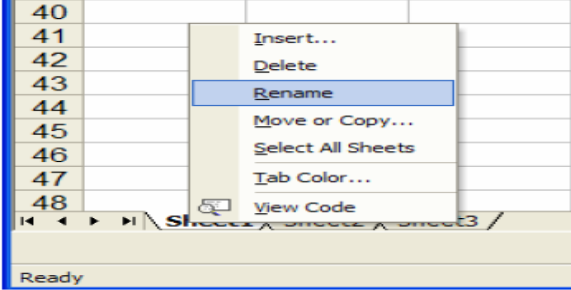 40
41
Insert...
42
Delete
43
Rename
44
Move or Copy...
45
46
Select All Sheets
47
Tab Color...
48
View Code
Sheet1 Sheet2 Sheet3
Ready